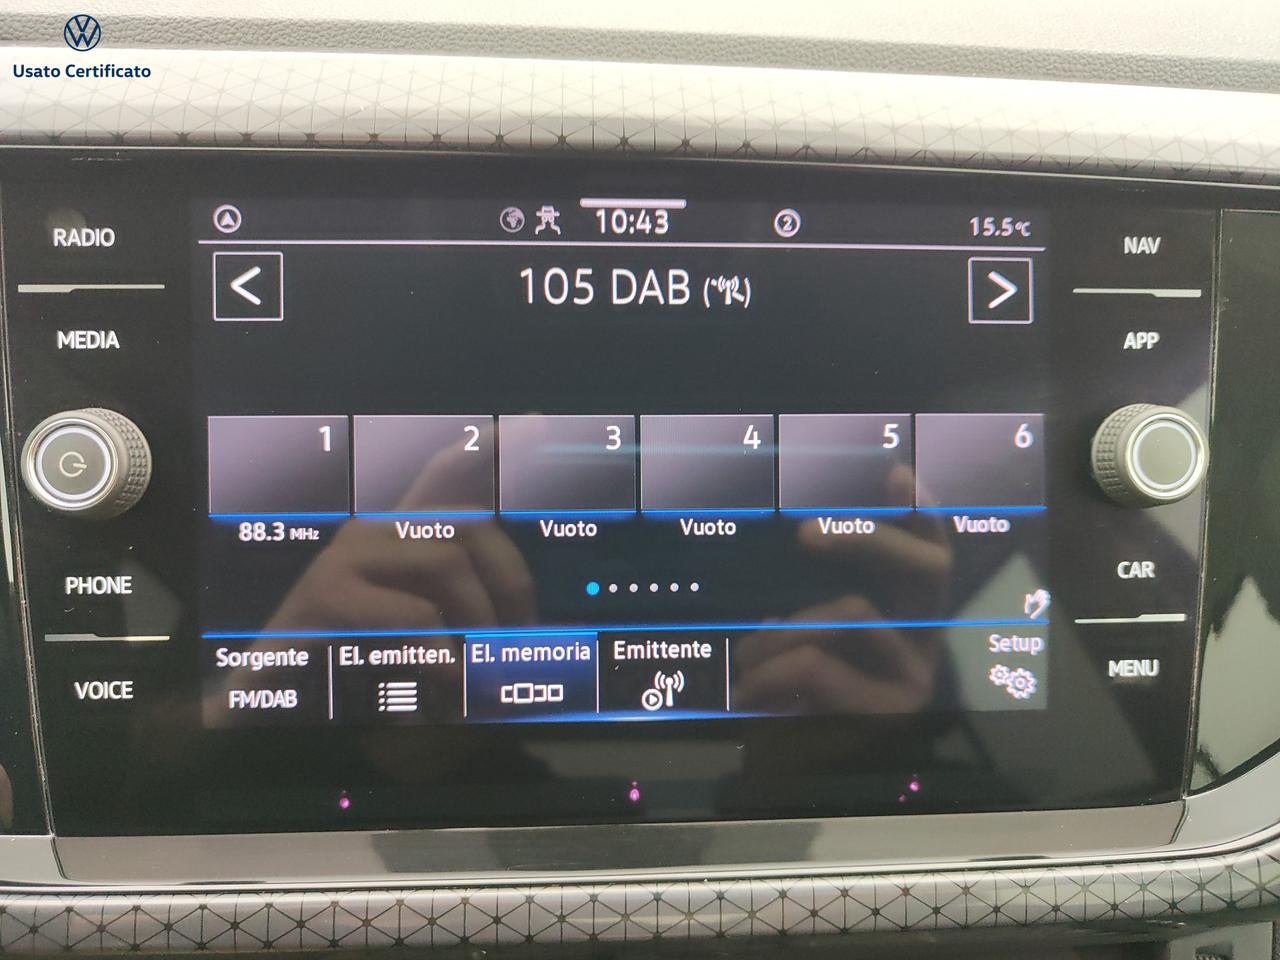 Usato Certificato
RADIO
MEDIA
PHONE
VOICE
10:43
2
15.5°C
105 DAB
1
2
3
4
5
6
88.3 MHz
Vuoto
Vuoto
Vuoto
Vuoto
Vuoto
Sorgente
FM/DAB
El. emitten.
El. memoria
Emittente
Setup
NAV
APP
CAR
MENU